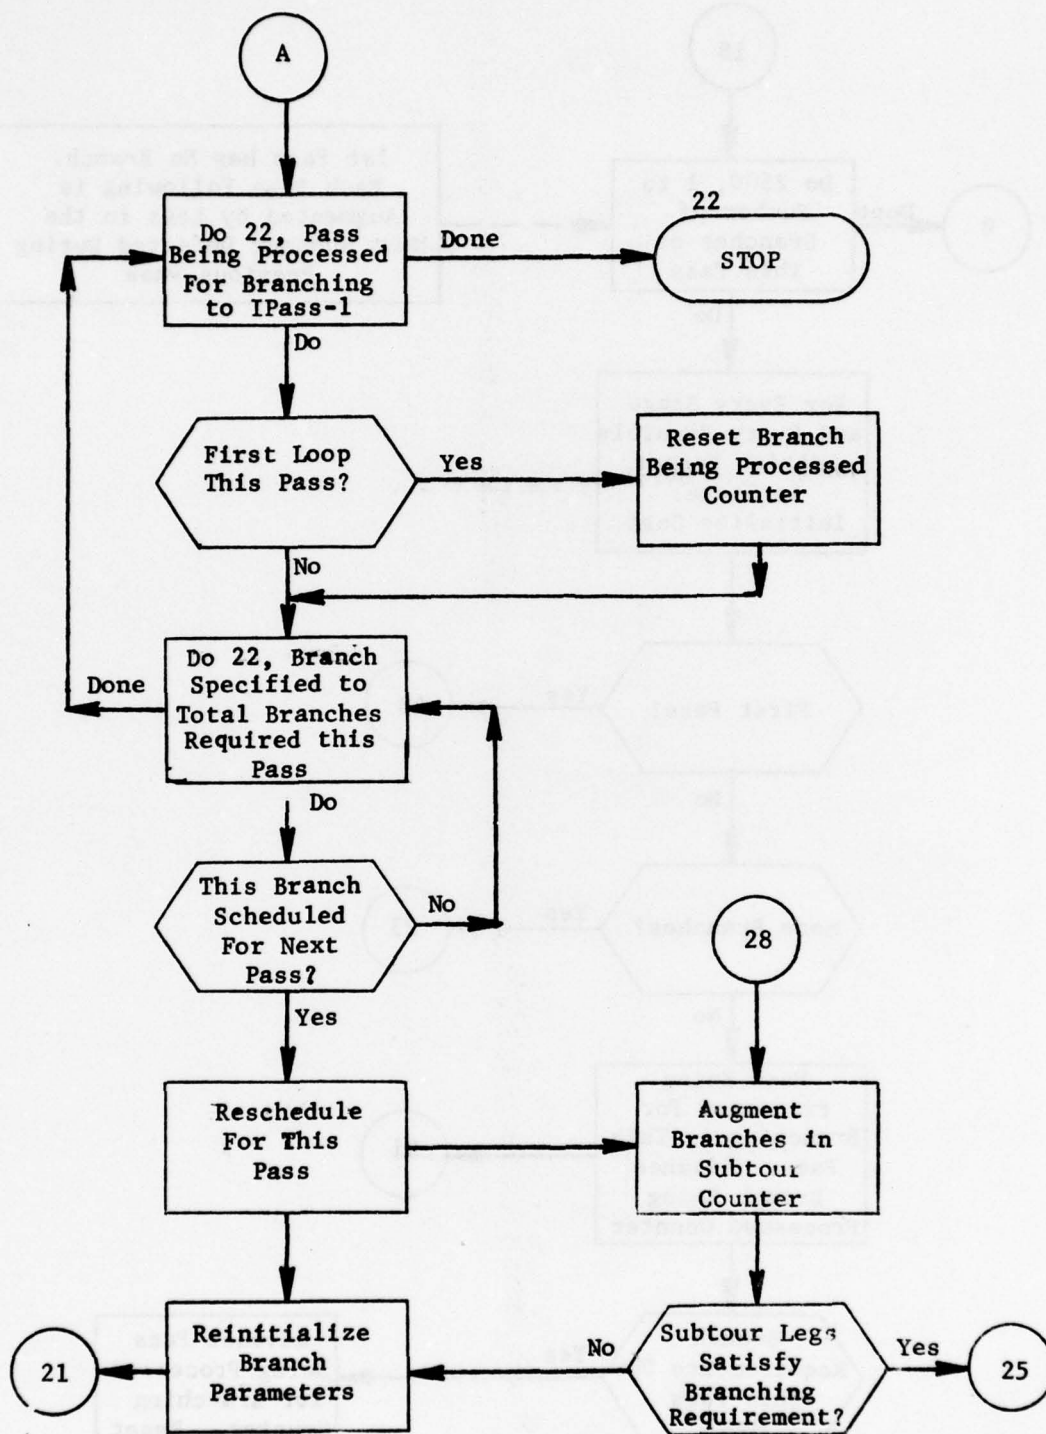 A
Do 22, Pass
Being Processed
For Branching
to IPass-1
Done
22
STOP
Do
First Loop
This Pass?
Yes
Reset Branch
Being Processed
Counter
No
Do 22, Branch
Specified to
Total Branches
Required this
Pass
Done
Do
This Branch
Scheduled
For Next
Pass?
No
28
Yes
Reschedule
For This
Pass
Augment
Branches in
Subtour
Counter
Reinitialize
Branch
Parameters
21
No
Subtour Legs
Satisfy
Branching
Requirement?
Yes
25